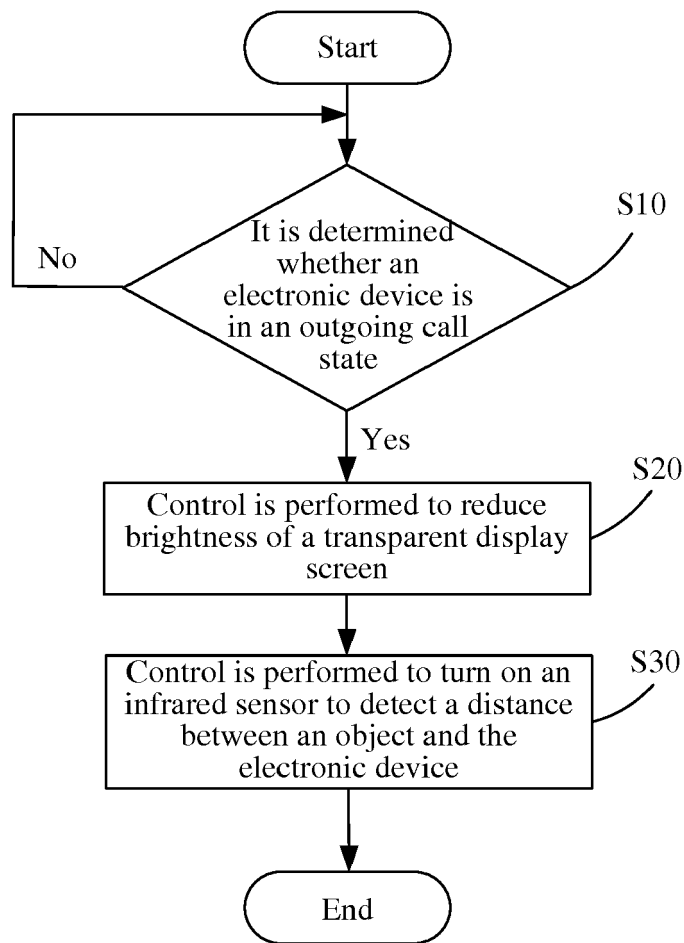 Start
It is determined
whether an
electronic device is
in an outgoing call
state
S10
No
Yes
S20
Control is performed to reduce
brightness of a transparent display
screen
S30
Control is performed to turn on an
infrared sensor to detect a distance
between an object and the
electronic device
End